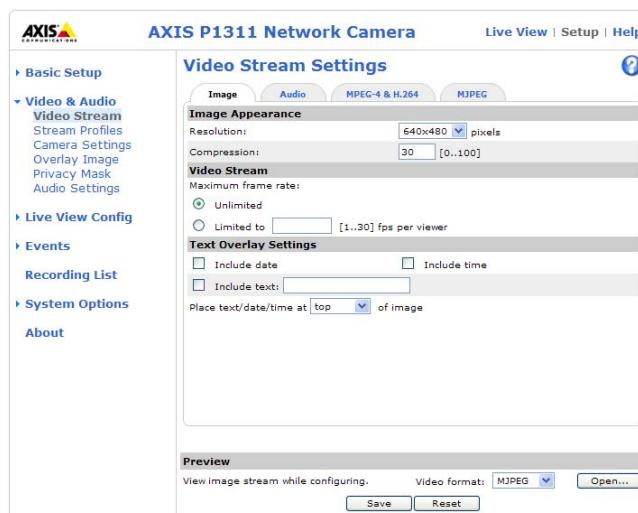 AXIS
COMMUNICATIONS
AXIS P1311 Network Camera
Live View | Setup | Help
Basic Setup
Video & Audio
Video Stream
Stream Profiles
Camera Settings
Overlay Image
Privacy Mask
Audio Settings
Live View Config
Events
Recording List
System Options
About
Video Stream Settings
?
Image Audio MPEG-4 & H.264 MJPEG
Image Appearance
Resolution: 640x480 pixels
Compression: 30 [0..100]
Video Stream
Maximum frame rate:
Unlimited
Limited to [1..30] fps per viewer
Text Overlay Settings
Include date Include time
Include text:
Place text/date/time at top of image
Preview
View image stream while configuring. Video format: MJPEG Open...
Save Reset